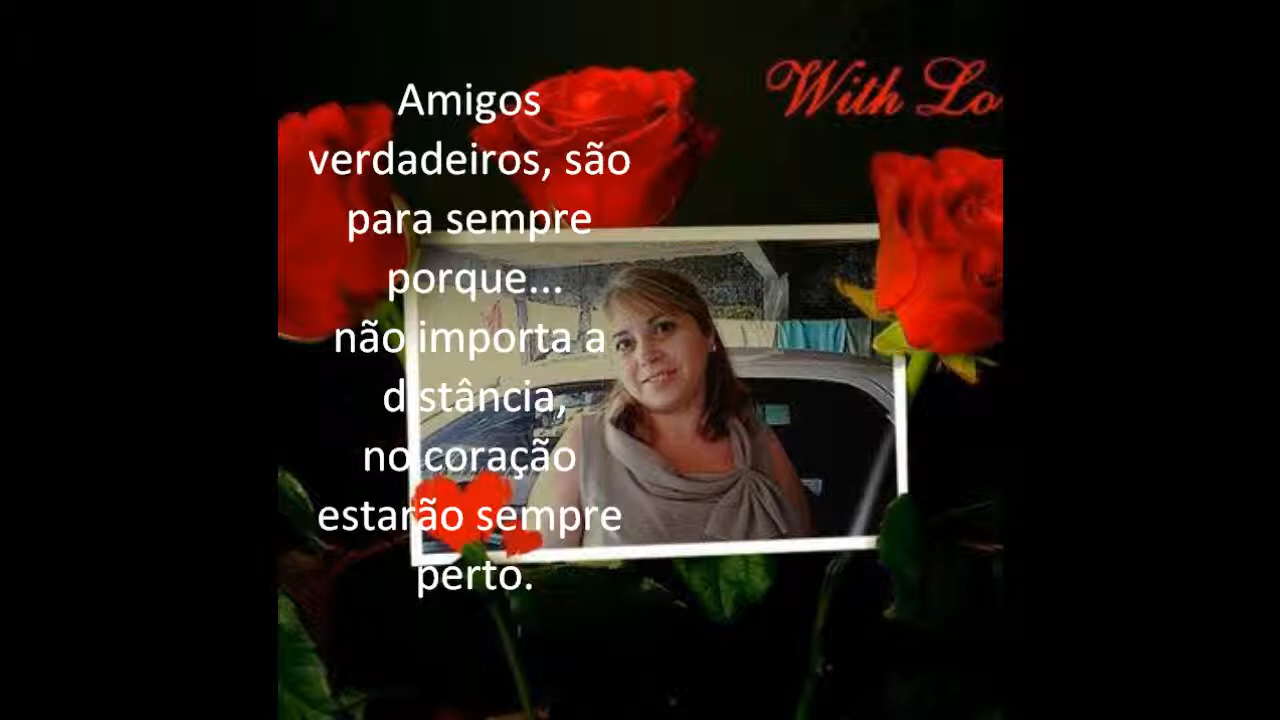 With Lo
Amigos
verdadeiros, são
para sempre
porque...
não importa a
distância,
no coração
estarão sempre
perto.